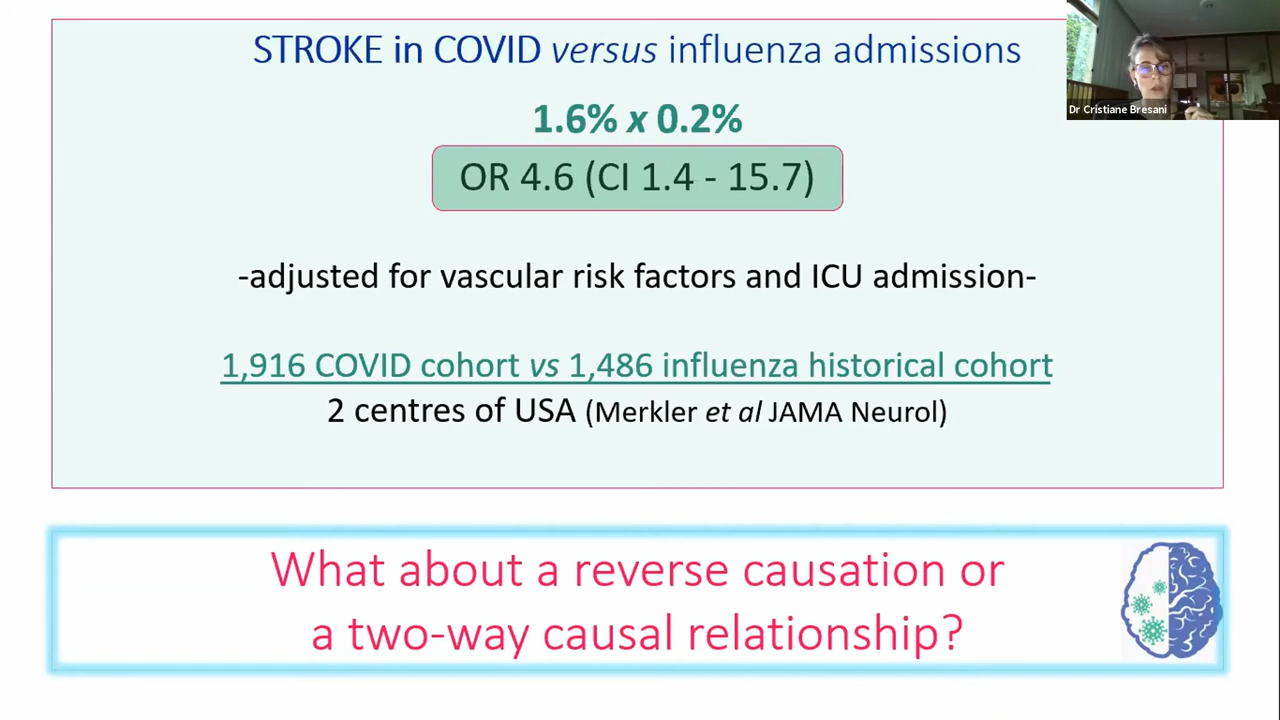 STROKE in COVID versus influenza admissions
Dr Cristiane Bresani
1.6% x 0.2%
OR 4.6 (CI 1.4 - 15.7)
-adjusted for vascular risk factors and ICU admission-
1,916 COVID cohort vs 1,486 influenza historical cohort
2 centres of USA (Merkler et al JAMA Neurol)
What about a reverse causation or
a two-way causal relationship?